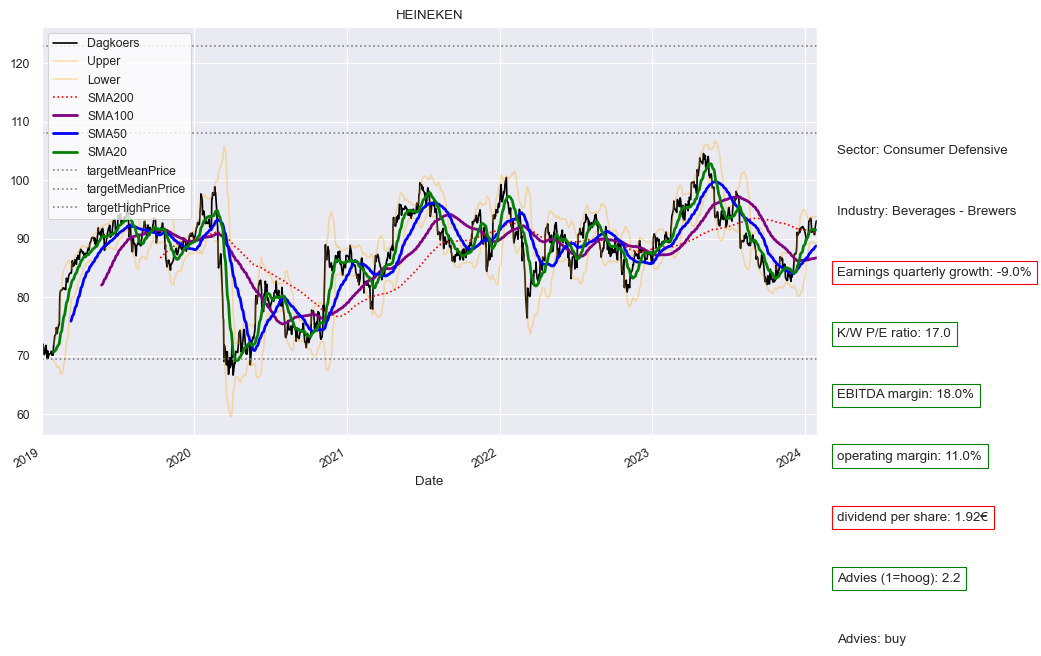 HEINEKEN
Dagkoers
Upper
Lower
SMA200
SMA100
SMA50
SMA20
targetMeanPrice
targetMedianPrice
targetHighPrice
120
110
100
90
80
70
60
2019
2020
2021
2022
2023
2024
Date
Sector: Consumer Defensive
Industry: Beverages - Brewers
Earnings quarterly growth: -9.0%
K/W P/E ratio: 17.0
EBITDA margin: 18.0%
operating margin: 11.0%
dividend per share: 1.92€
Advies (1=hoog): 2.2
Advies: buy